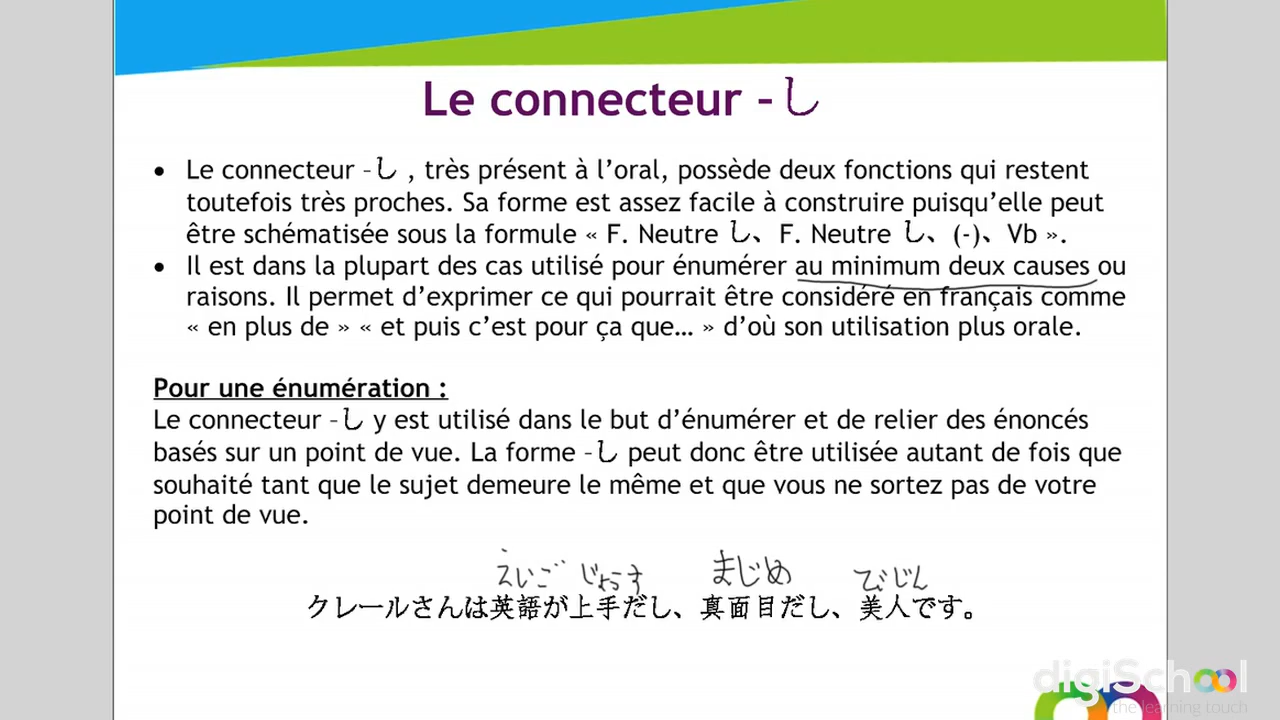 Le connecteur –し
• Le connecteur –し , très présent à l’oral, possède deux fonctions qui restent
toutefois très proches. Sa forme est assez facile à construire puisqu’elle peut
être schématisée sous la formule « F. Neutre し、F. Neutre し、(-)、Vb ».
• Il est dans la plupart des cas utilisé pour énumérer au minimum deux causes ou
raisons. Il permet d’exprimer ce qui pourrait être considéré en français comme
« en plus de » « et puis c’est pour ça que… » d’où son utilisation plus orale.
Pour une énumération :
Le connecteur –し y est utilisé dans le but d’énumérer et de relier des énoncés
basés sur un point de vue. La forme –し peut donc être utilisée autant de fois que
souhaité tant que le sujet demeure le même et que vous ne sortez pas de votre
point de vue.
えいご じょうず まじめ びじん
クレールさんは英語が上手だし、真面目だし、美人です。
digiSchool
the learning touch